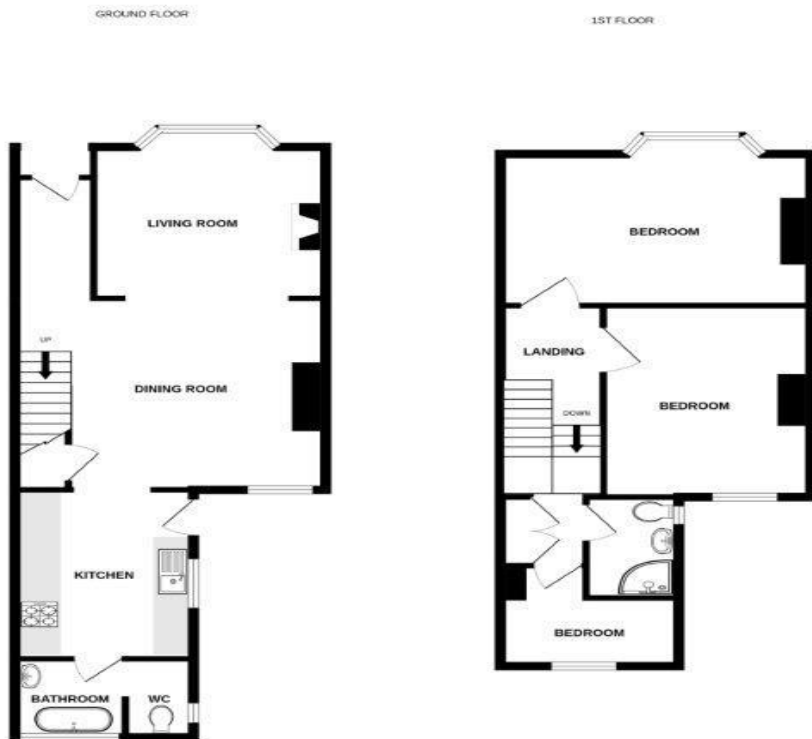 GROUND FLOOR
1ST FLOOR
LIVING ROOM
UP
DINING ROOM
KITCHEN
BATHROOM
WC
BEDROOM
LANDING
BEDROOM
DOWN
BEDROOM